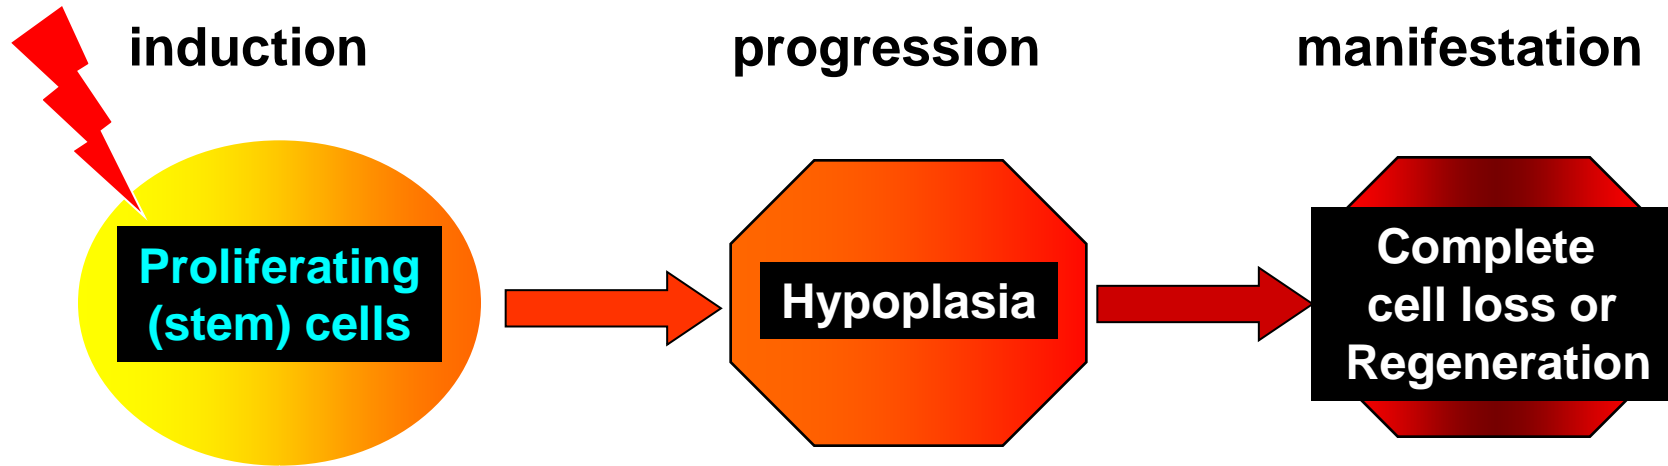 induction
progression
manifestation
Proliferating
(stem) cells
Hypoplasia
Complete
cell loss or
Regeneration